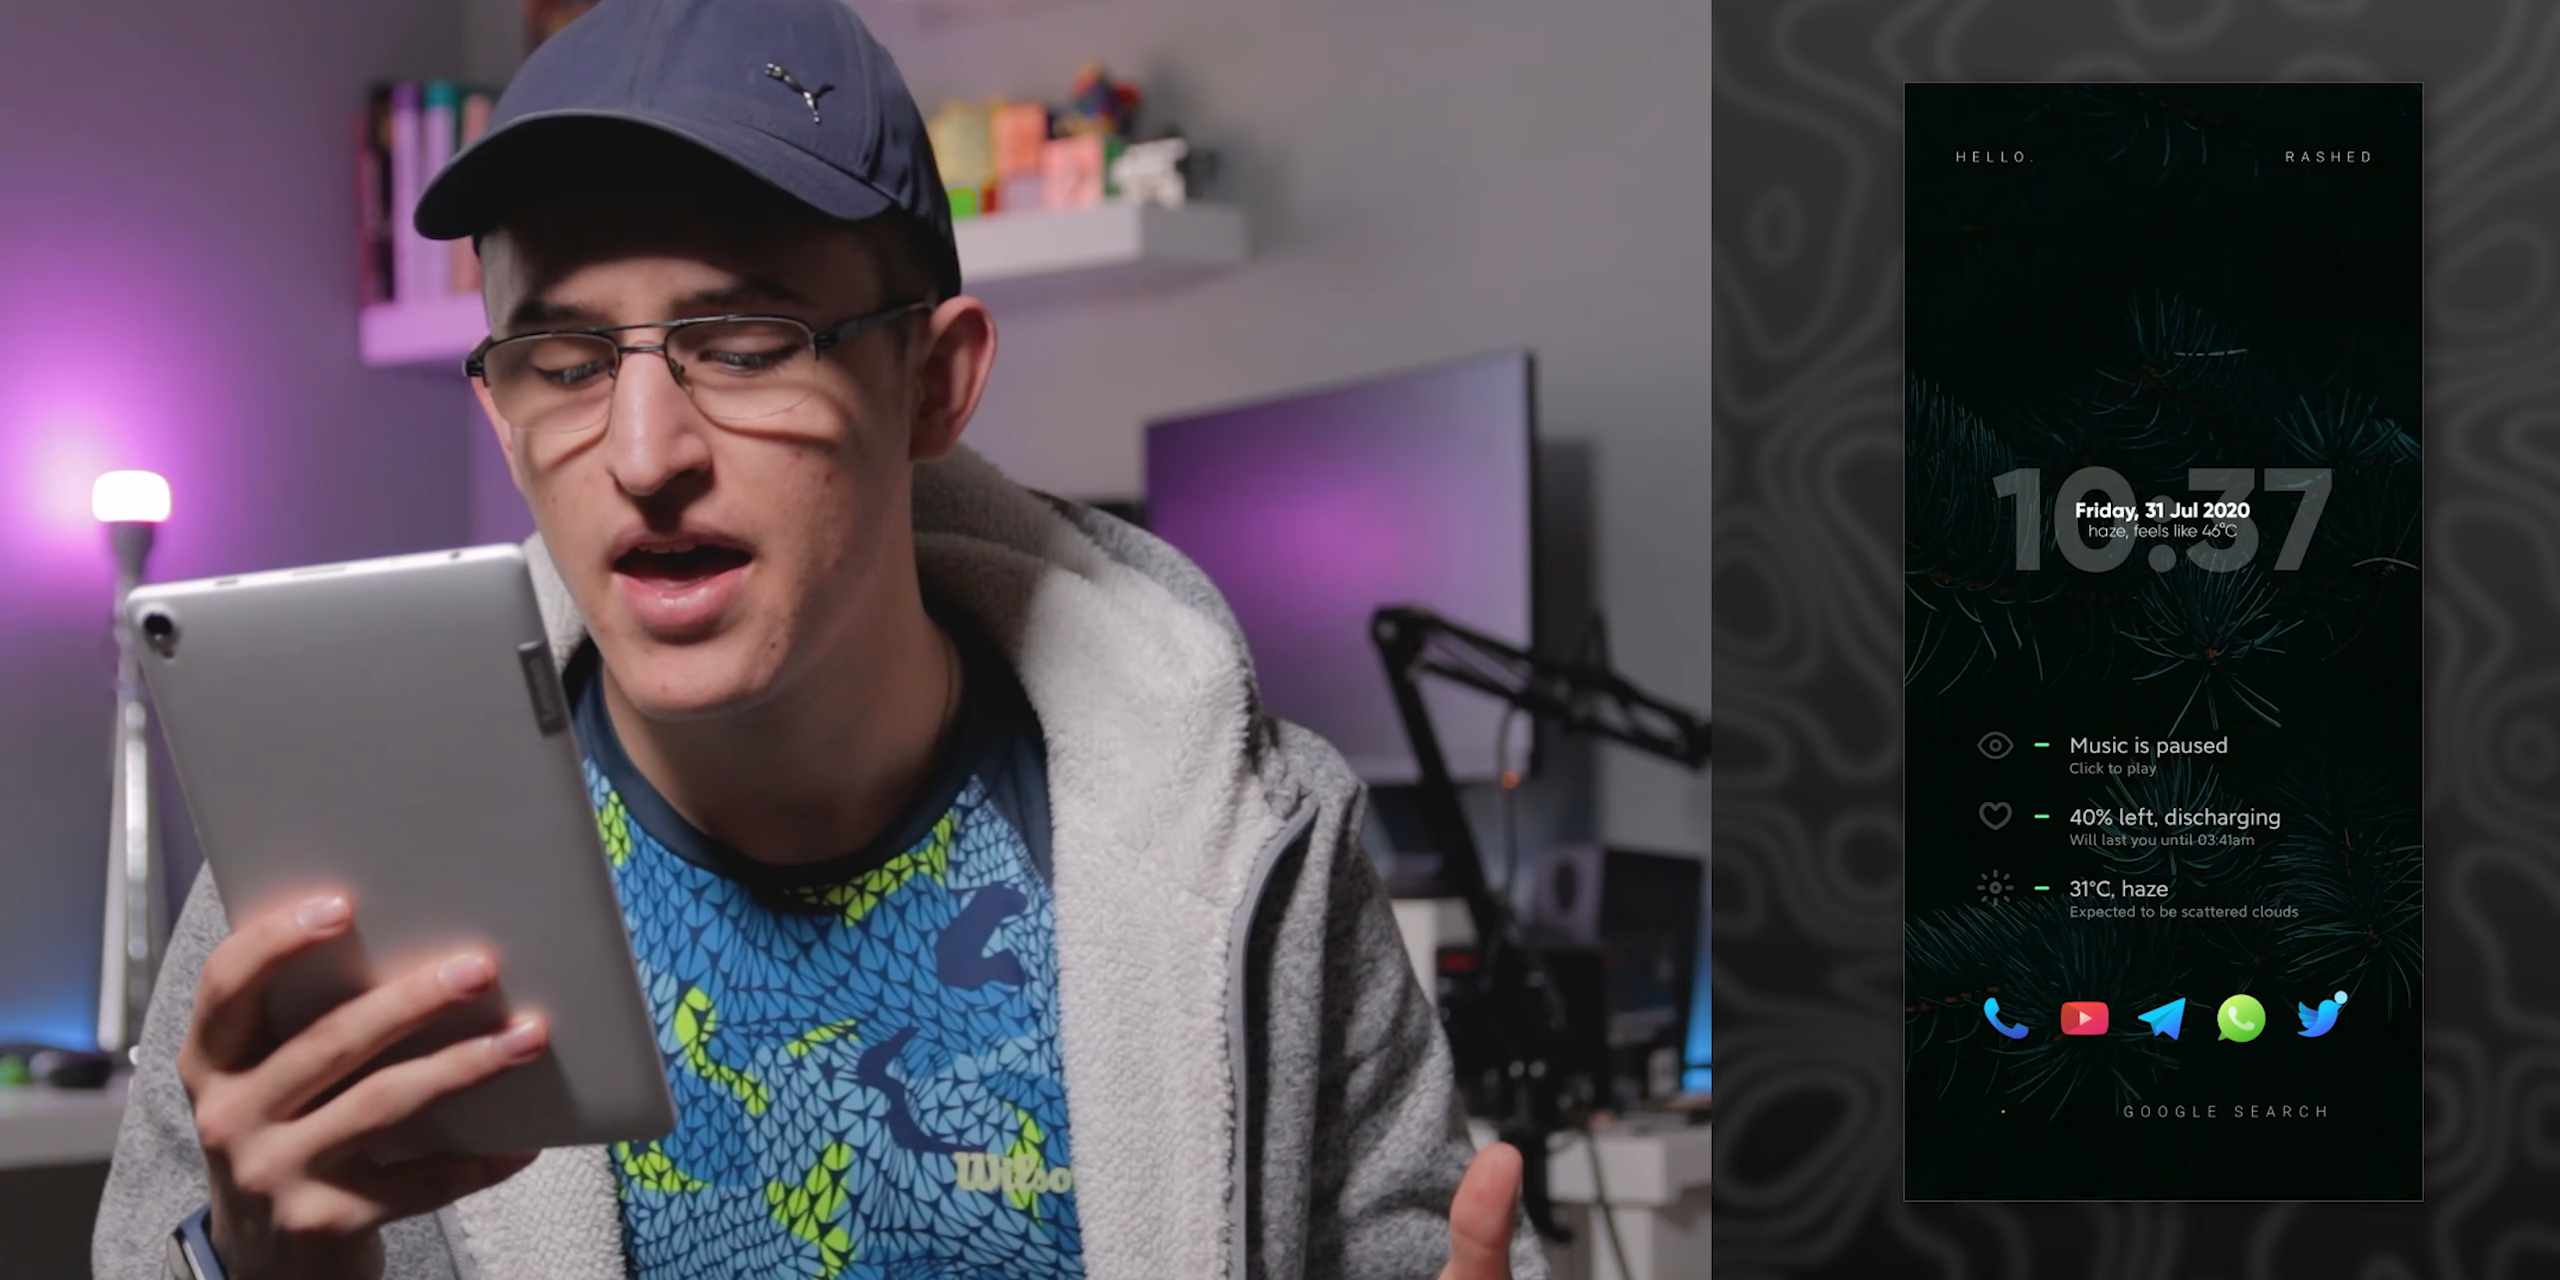 Wilso
HELLO.
RASHED
10:37
Friday, 31 Jul 2020
haze, feels like 46°C
Music is paused
Click to play
40% left, discharging
Will last you until 03:41am
31°C, haze
Expected to be scattered clouds
GOOGLE SEARCH